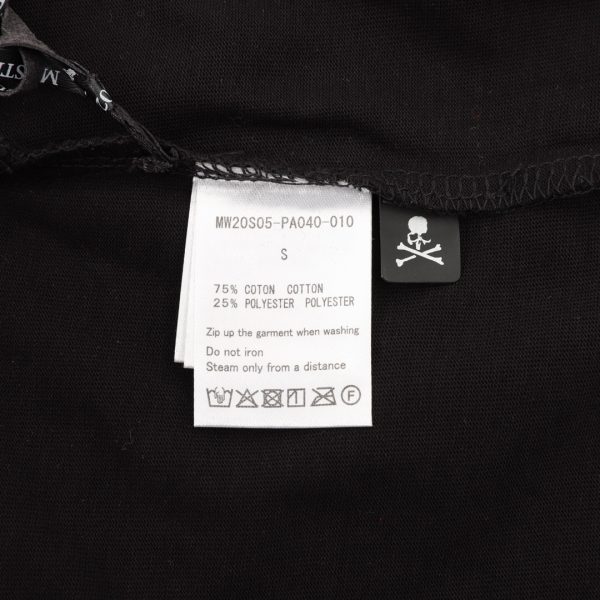 MW20S05-PA040-010
S
75% COTON COTTON
25% POLYESTER POLYESTER
Zip up the garment when washing
Do not iron
Steam only from a distance
F